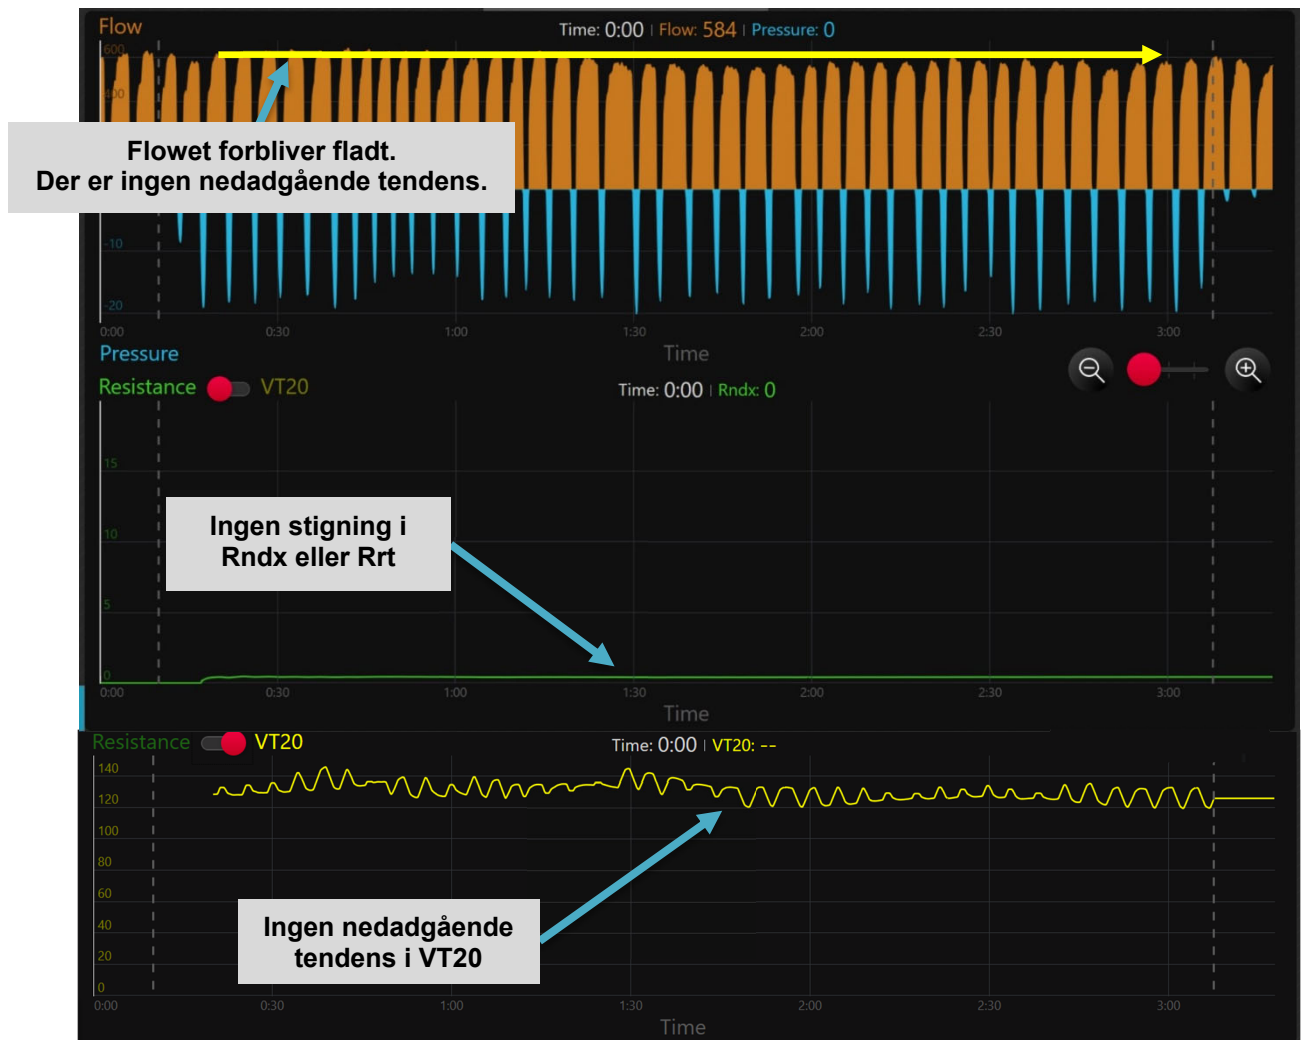 Flow
Time: 0:00 | Flow: 584 | Pressure: 0
600
400
Flowet forbliver fladt.
Der er ingen nedadgående tendens.
-10
-20
0:00 0:30 1:00 1:30 2:00 2:30 3:00
Pressure
Time
Resistance VT20
Time: 0:00 | Rndx: 0
15
10
Ingen stigning i
Rndx eller Rrt
5
0
0:00 0:30 1:00 1:30 2:00 2:30 3:00
Time
Resistance VT20
Time: 0:00 | VT20: --
140
120
100
80
60
40
20
0
Ingen nedadgående
tendens i VT20
0:00 0:30 1:00 1:30 2:00 2:30 3:00
Time